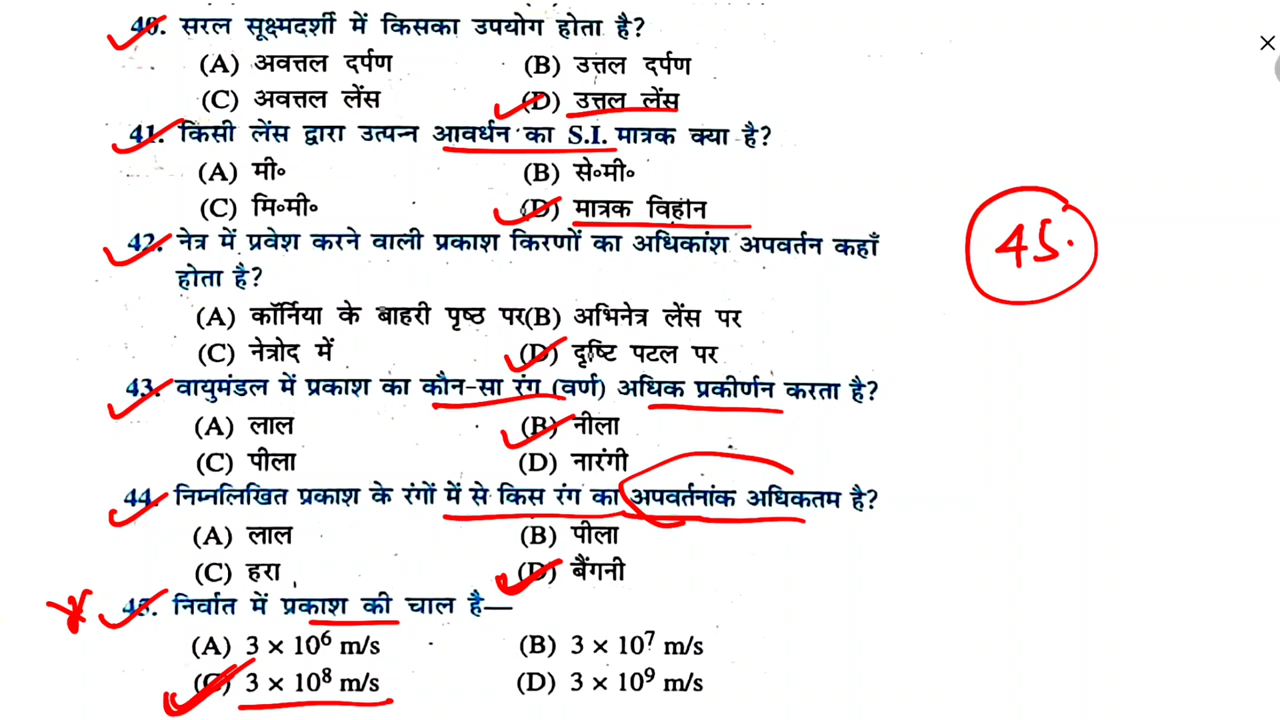 40. सरल सूक्ष्मदर्शी में किसका उपयोग होता है?
(A) अवत्तल दर्पण (B) उत्तल दर्पण
(C) अवत्तल लेंस (D) उत्तल लेंस
41. किसी लेंस द्वारा उत्पन्न आवर्धन का S.I. मात्रक क्या है?
(A) मी॰ (B) से॰मी॰
(C) मि॰मी॰ (D) मात्रक विहीन
42. नेत्र में प्रवेश करने वाली प्रकाश किरणों का अधिकांश अपवर्तन कहाँ
होता है?
(A) कॉर्निया के बाहरी पृष्ठ पर(B) अभिनेत्र लेंस पर
(C) नेत्रोद में (D) दृष्टि पटल पर
43. वायुमंडल में प्रकाश का कौन-सा रंग (वर्ण) अधिक प्रकीर्णन करता है?
(A) लाल (B) नीला
(C) पीला (D) नारंगी
44. निम्नलिखित प्रकाश के रंगों में से किस रंग का अपवर्तनांक अधिकतम है?
(A) लाल (B) पीला
(C) हरा (D) बैंगनी
45. निर्वात में प्रकाश की चाल है—
(A) 3 × 10⁶ m/s (B) 3 × 10⁷ m/s
(C) 3 × 10⁸ m/s (D) 3 × 10⁹ m/s
45